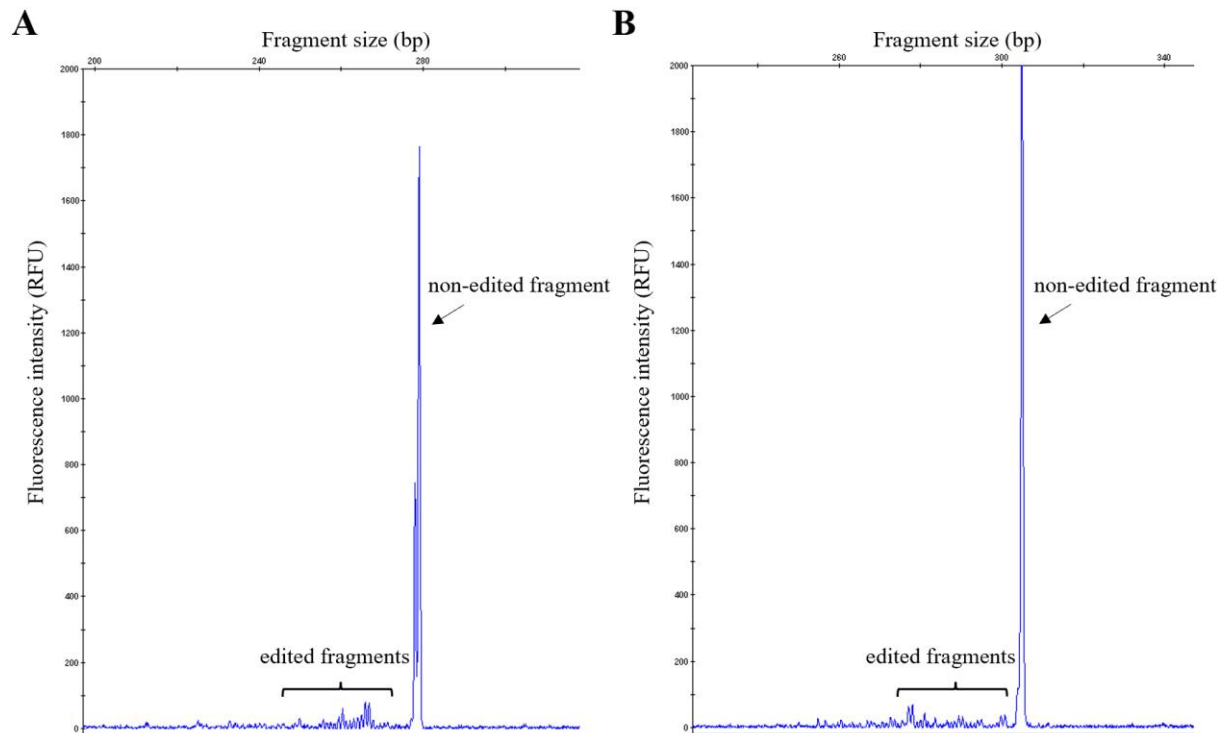 A
Fragment size (bp)
200 240 280
Fluorescence intensity (RFU)
2000
1800
1600
1400
1200
1000
800
600
400
200
0
non-edited fragment
edited fragments
B
Fragment size (bp)
260 300 340
Fluorescence intensity (RFU)
2000
1800
1600
1400
1200
1000
800
600
400
200
0
non-edited fragment
edited fragments